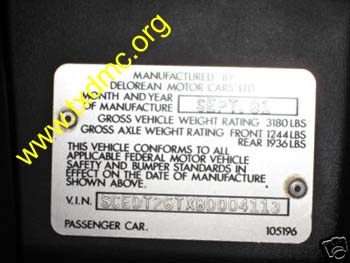 MANUFACTURED BY
DELOREAN MOTOR CARS LTD.
MONTH AND YEAR
OF MANUFACTURE SEPT. 81
GROSS VEHICLE WEIGHT RATING 3180 LBS
GROSS AXLE WEIGHT RATING FRONT 1244 LBS
REAR 1936 LBS
THIS VEHICLE CONFORMS TO ALL
APPLICABLE FEDERAL MOTOR VEHICLE
SAFETY AND BUMPER STANDARDS IN
EFFECT ON THE DATE OF MANUFACTURE
SHOWN ABOVE.
V.I.N. SCEDT26TXBD004113
PASSENGER CAR. 105196
www.txdmc.org